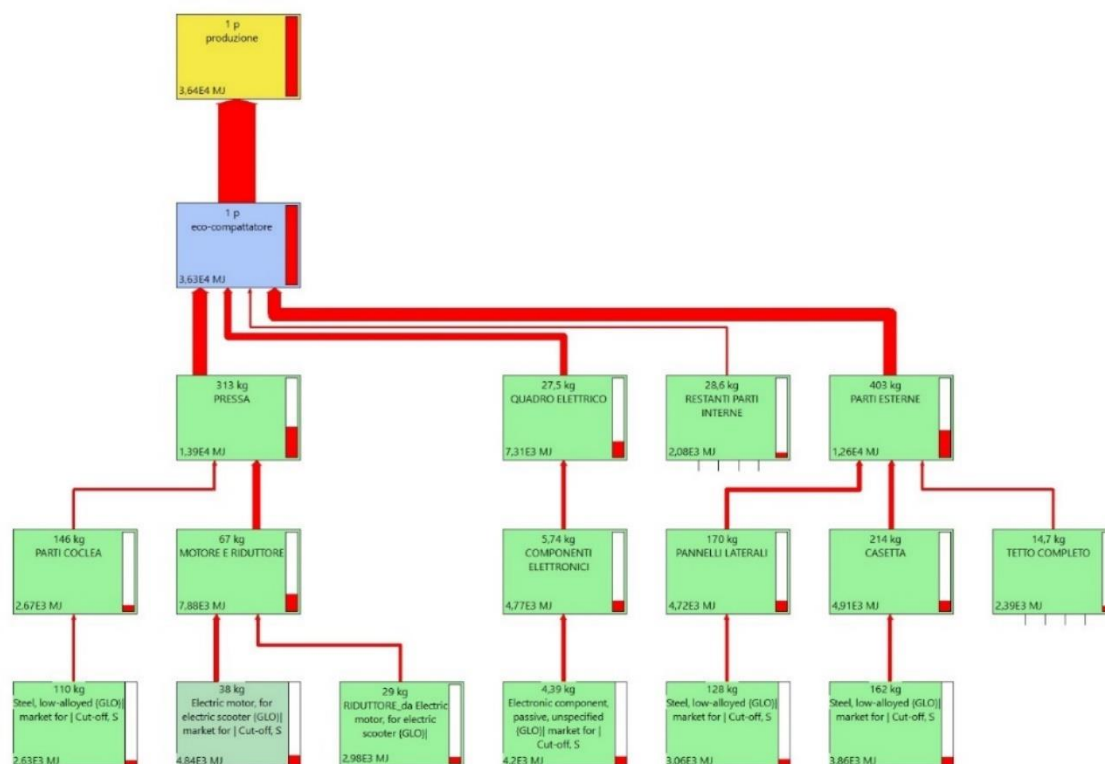 1 p
produzione
3,64E4 MJ
1 p
eco-compattatore
3,63E4 MJ
313 kg
PRESSA
1,39E4 MJ
27,5 kg
QUADRO ELETTRICO
7,31E3 MJ
28,6 kg
RESTANTI PARTI
INTERNE
2,08E3 MJ
403 kg
PARTI ESTERNE
1,26E4 MJ
146 kg
PARTI COCLEA
2,67E3 MJ
67 kg
MOTORE E RIDUTTORE
7,88E3 MJ
5,74 kg
COMPONENTI
ELETTRONICI
4,77E3 MJ
170 kg
PANNELLI LATERALI
4,72E3 MJ
214 kg
CASETTA
4,91E3 MJ
14,7 kg
TETTO COMPLETO
2,39E3 MJ
110 kg
Steel, low-alloyed {GLO}|
market for | Cut-off, S
2,63E3 MJ
38 kg
Electric motor, for
electric scooter {GLO}|
market for | Cut-off, S
4,84E3 MJ
29 kg
RIDUTTORE_da Electric
motor, for electric
scooter {GLO}|
2,98E3 MJ
4,39 kg
Electronic component,
passive, unspecified
{GLO}| market for |
Cut-off, S
4,2E3 MJ
128 kg
Steel, low-alloyed {GLO}|
market for | Cut-off, S
3,06E3 MJ
162 kg
Steel, low-alloyed {GLO}|
market for | Cut-off, S
3,86E3 MJ